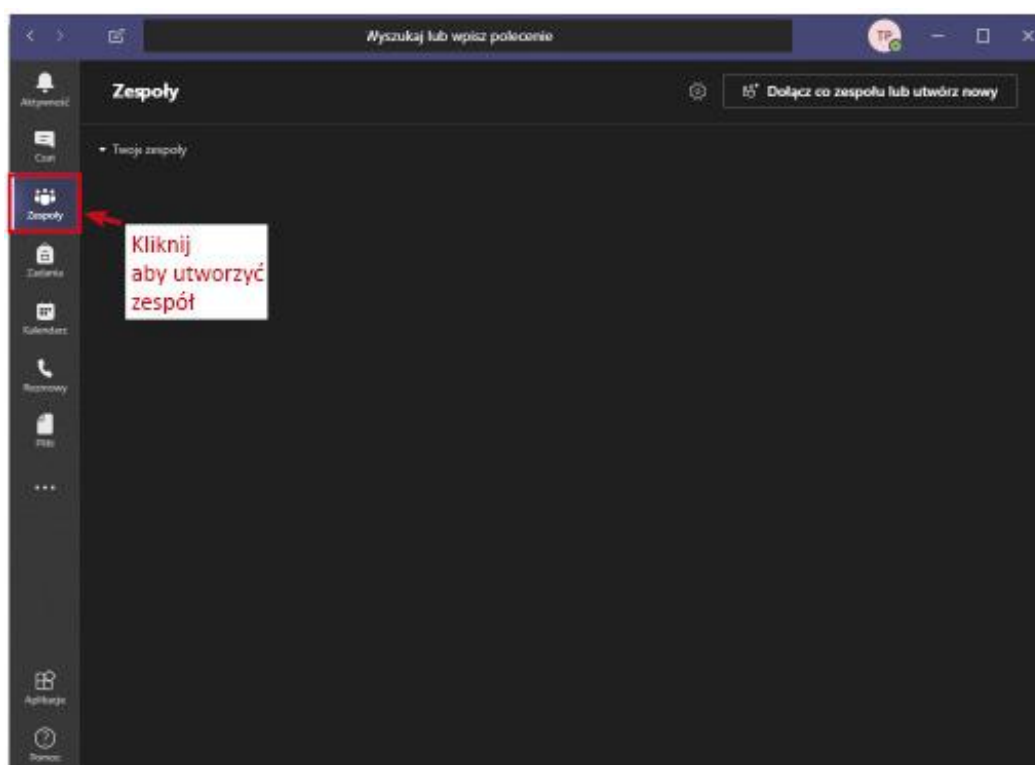 Wyszukaj lub wpisz polecenie
TP
Aktywność
Zespoły
Dołącz co zespołu lub utwórz nowy
Czat
Twoje zespoły
Zespoły
Kliknij
aby utworzyć
zespół
Zadania
Kalendarz
Rozmowy
Pliki
Aplikacje
Pomoc